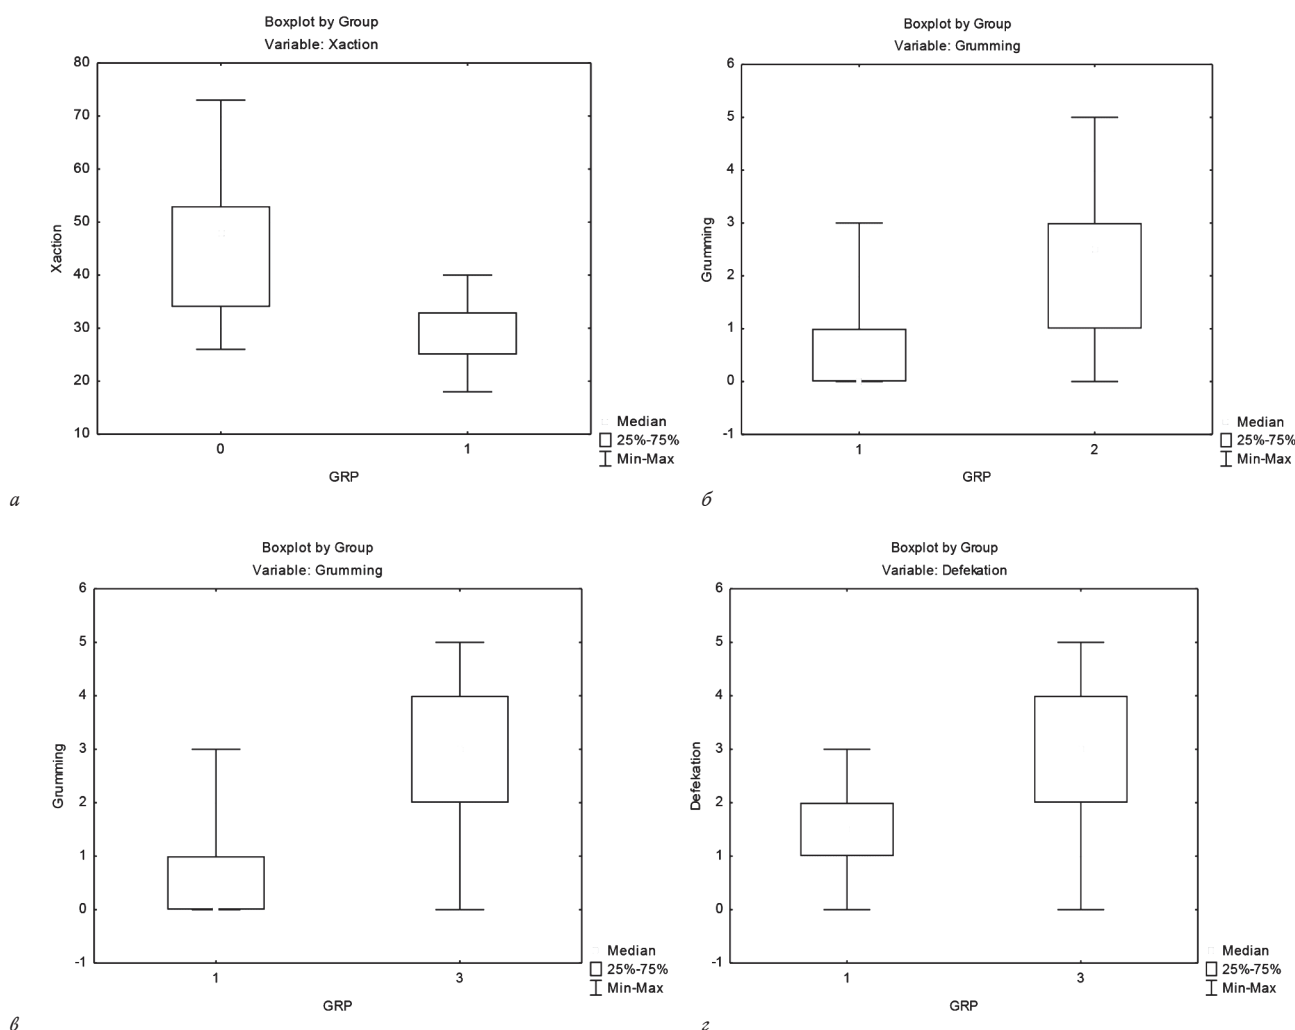 Boxplot by Group
Variable: Xaction
80
70
60
50
40
30
20
10
Xaction
0 1
GRP
Median
25%-75%
Min-Max
а
Boxplot by Group
Variable: Grumming
6
5
4
3
2
1
0
-1
Grumming
1 2
GRP
Median
25%-75%
Min-Max
б
Boxplot by Group
Variable: Grumming
6
5
4
3
2
1
0
-1
Grumming
1 3
GRP
Median
25%-75%
Min-Max
в
Boxplot by Group
Variable: Defekation
6
5
4
3
2
1
0
-1
Defekation
1 3
GRP
Median
25%-75%
Min-Max
г